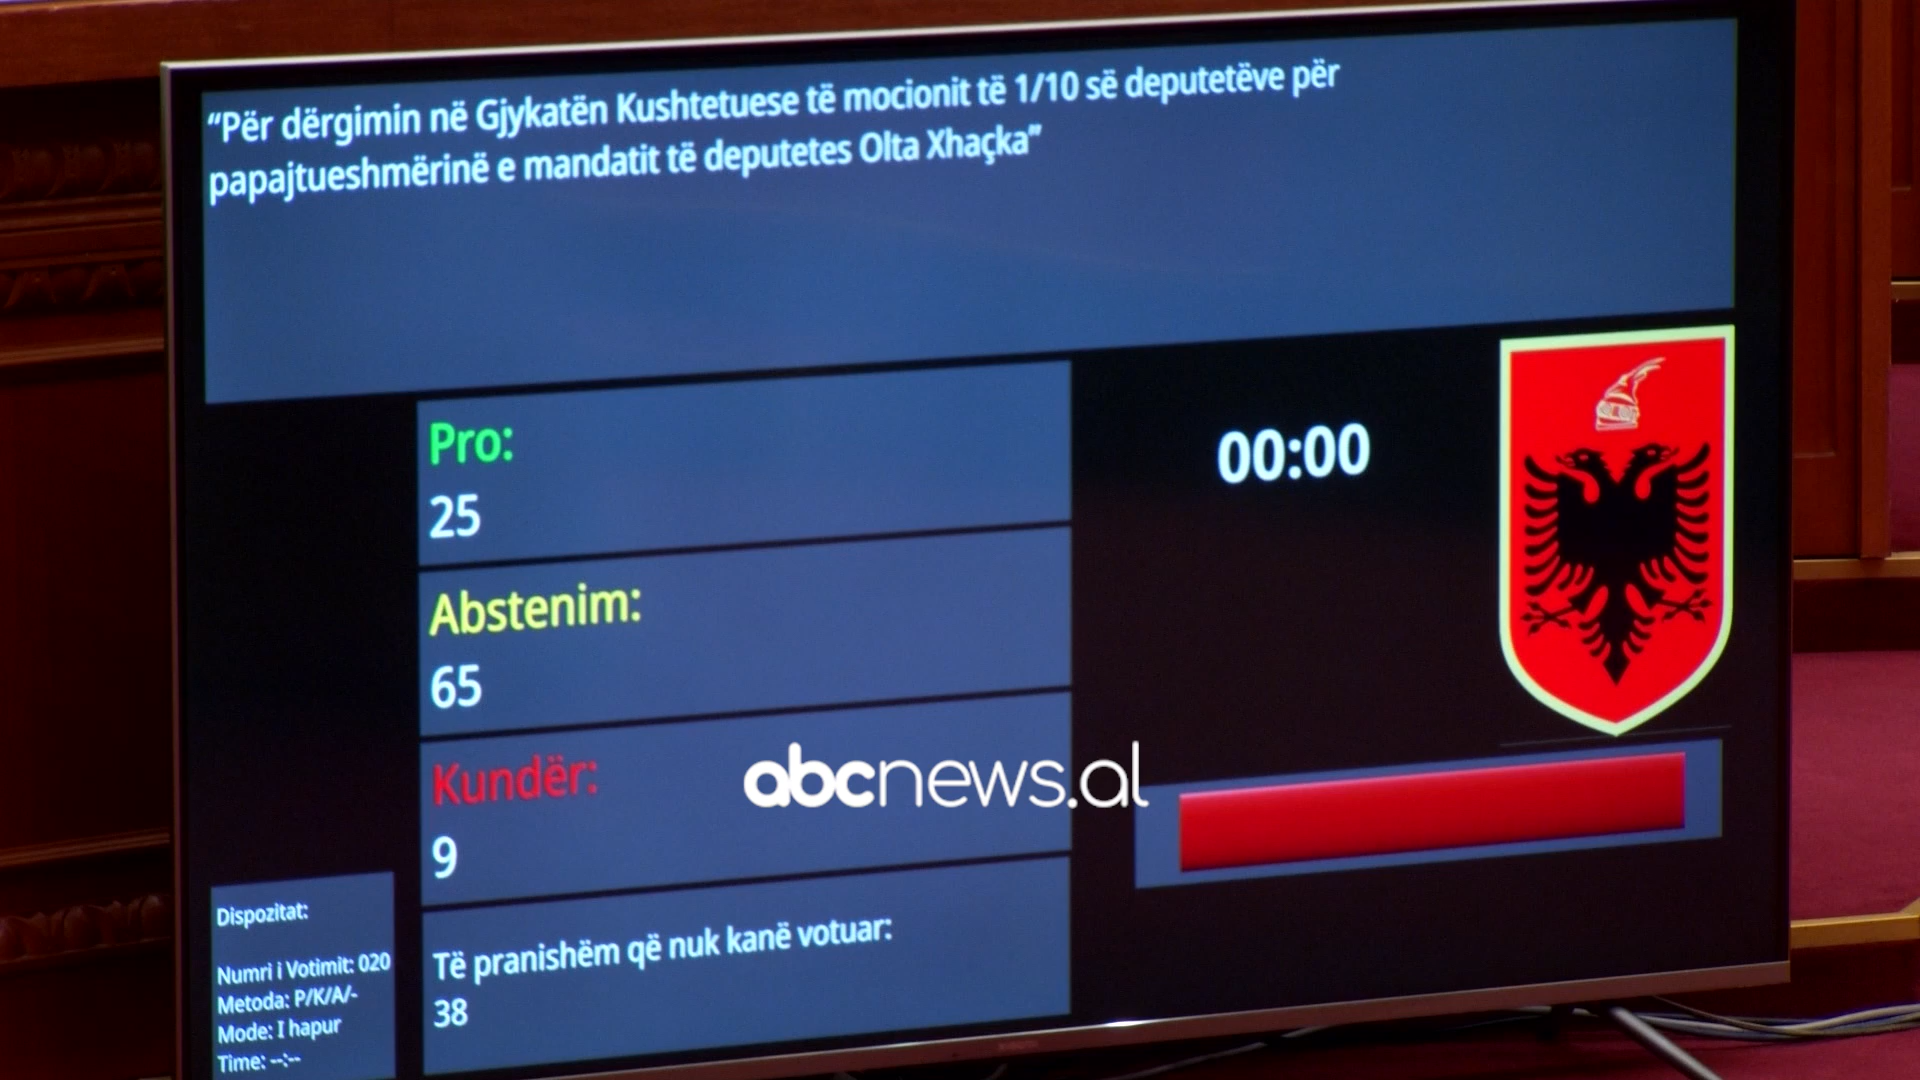 “Për dërgimin në Gjykatën Kushtetuese të mocionit të 1/10 së deputetëve për
papajtueshmërinë e mandatit të deputetes Olta Xhaçka”
Pro:
25
00:00
Abstenim:
65
Kundër:
9
abcnews.al
Të pranishëm që nuk kanë votuar:
38
Dispozitat:
Numri i Votimit: 020
Metoda: P/K/A/-
Mode: I hapur
Time: --:--